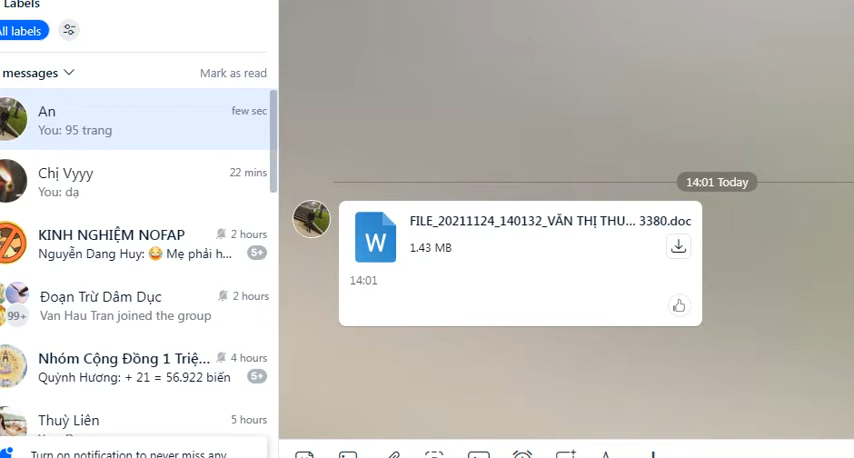 Labels
All labels
messages
Mark as read
An
few sec
You: 95 trang
Chị Vyyy
22 mins
You: dạ
KINH NGHIỆM NOFAP
2 hours
Nguyễn Dang Huy: 😂 Mẹ phải h...
5+
Đoạn Trừ Dâm Dục
2 hours
99+
Van Hau Tran joined the group
Nhóm Cộng Đồng 1 Triệ...
4 hours
Quỳnh Hương: + 21 = 56.922 biến
5+
Thuỳ Liên
5 hours
Turn on notification to never miss any
14:01 Today
FILE_20211124_140132_VĂN THỊ THU... 3380.doc
W
1.43 MB
14:01